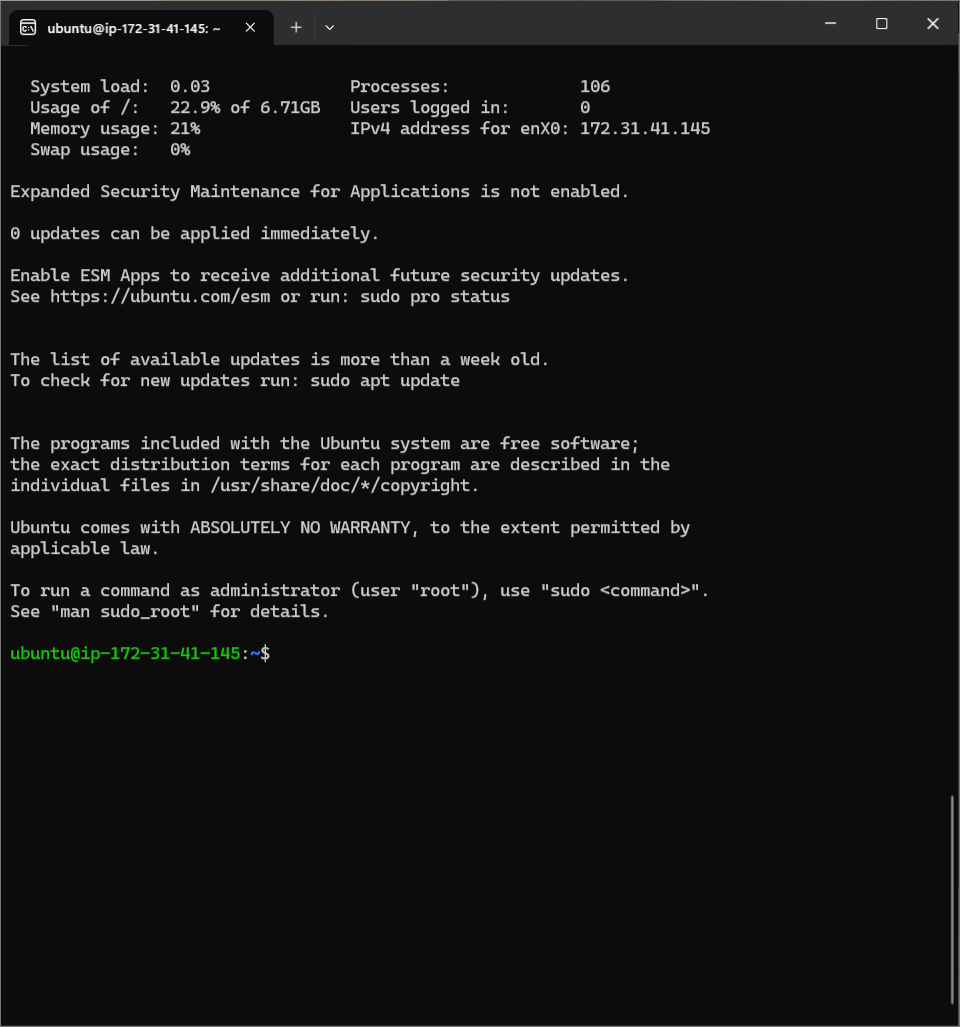 ubuntu@ip-172-31-41-145: ~
System load: 0.03 Processes: 106
Usage of /: 22.9% of 6.71GB Users logged in: 0
Memory usage: 21% IPv4 address for enX0: 172.31.41.145
Swap usage: 0%
Expanded Security Maintenance for Applications is not enabled.
0 updates can be applied immediately.
Enable ESM Apps to receive additional future security updates.
See https://ubuntu.com/esm or run: sudo pro status
The list of available updates is more than a week old.
To check for new updates run: sudo apt update
The programs included with the Ubuntu system are free software;
the exact distribution terms for each program are described in the
individual files in /usr/share/doc/*/copyright.
Ubuntu comes with ABSOLUTELY NO WARRANTY, to the extent permitted by
applicable law.
To run a command as administrator (user "root"), use "sudo <command>".
See "man sudo_root" for details.
ubuntu@ip-172-31-41-145:~$